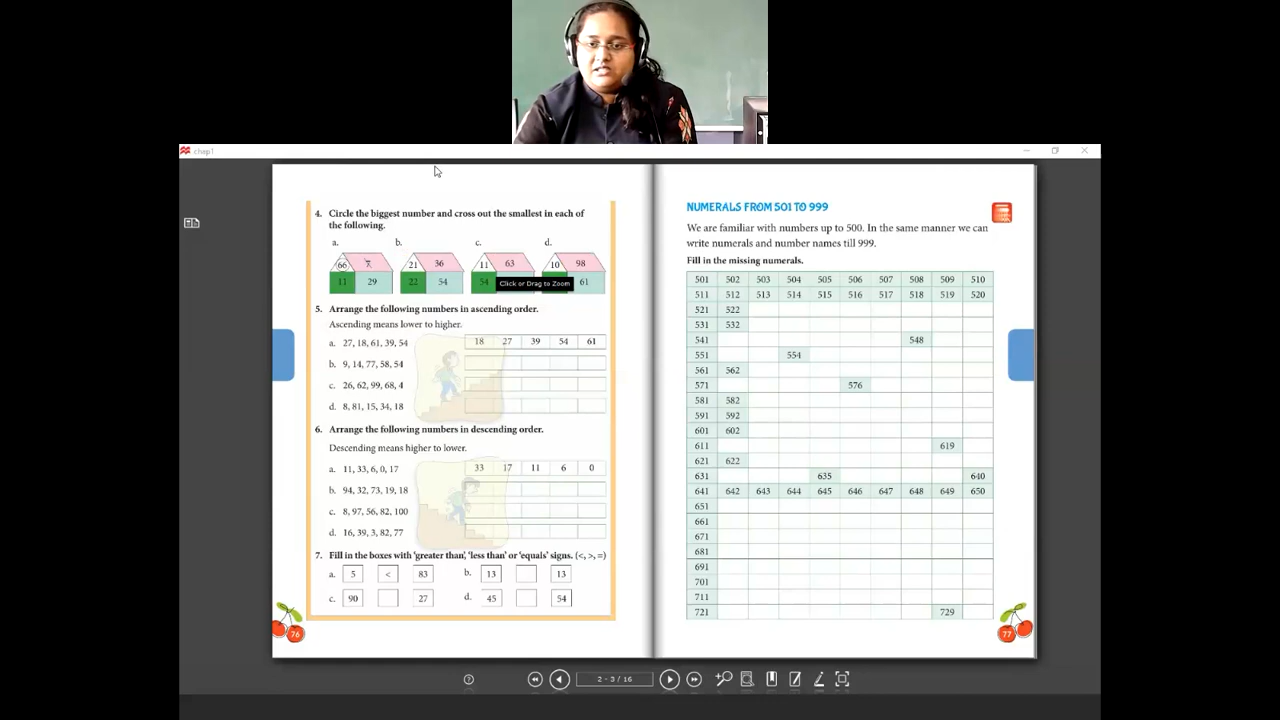 chap1
4. Circle the biggest number and cross out the smallest in each of
the following.
a. b. c. d.
66 7 21 36 11 63 10 98
11 29 22 54 54 61
Click or Drag to Zoom
5. Arrange the following numbers in ascending order.
Ascending means lower to higher.
a. 27, 18, 61, 39, 54 18 27 39 54 61
b. 9, 14, 77, 58, 54
c. 26, 62, 99, 68, 4
d. 8, 81, 15, 34, 18
6. Arrange the following numbers in descending order.
Descending means higher to lower.
a. 11, 33, 6, 0, 17 33 17 11 6 0
b. 94, 32, 73, 19, 18
c. 8, 97, 56, 82, 100
d. 16, 39, 3, 82, 77
7. Fill in the boxes with 'greater than', 'less than' or 'equals' signs. (<, >, =)
a. 5 < 83 b. 13 13
c. 90 27 d. 45 54
76
NUMERALS FROM 501 TO 999
We are familiar with numbers up to 500. In the same manner we can
write numerals and number names till 999.
Fill in the missing numerals.
501 502 503 504 505 506 507 508 509 510
511 512 513 514 515 516 517 518 519 520
521 522
531 532
541 548
551 554
561 562
571 576
581 582
591 592
601 602
611 619
621 622
631 635 640
641 642 643 644 645 646 647 648 649 650
651
661
671
681
691
701
711
721 729
77
2 - 3 / 16